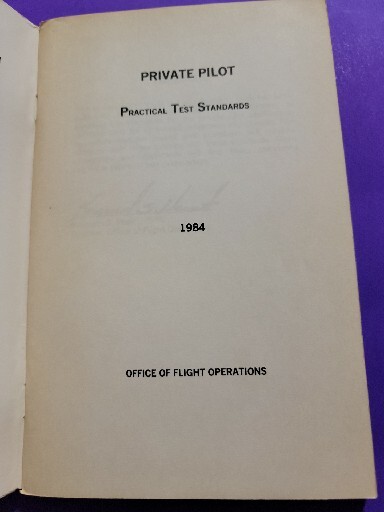 PRIVATE PILOT
PRACTICAL TEST STANDARDS
1984
OFFICE OF FLIGHT OPERATIONS